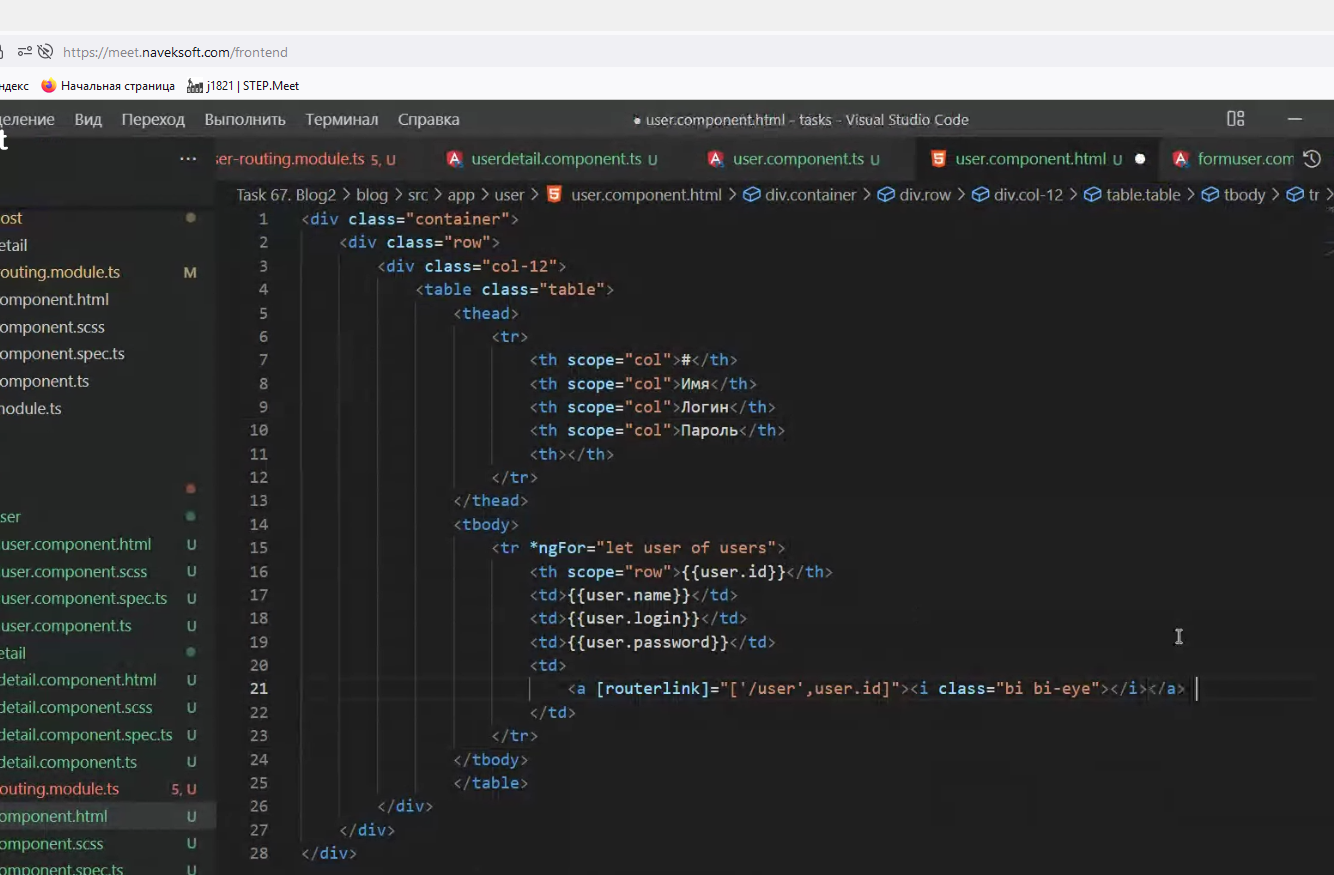 https://meet.naveksoft.com/frontend
ндекс Начальная страница j1821 | STEP.Meet
деление Вид Переход Выполнить Терминал Справка ● user.component.html - tasks - Visual Studio Code
t
··· ser-routing.module.ts 5, U userdetail.component.ts U user.component.ts U user.component.html U ● formuser.com
Task 67. Blog2 > blog > src > app > user > user.component.html > div.container > div.row > div.col-12 > table.table > tbody > tr >
ost
etail
outing.module.ts M
omponent.html
omponent.scss
omponent.spec.ts
omponent.ts
nodule.ts
ser
user.component.html U
user.component.scss U
user.component.spec.ts U
user.component.ts U
etail
detail.component.html U
detail.component.scss U
detail.component.spec.ts U
detail.component.ts U
outing.module.ts 5, U
omponent.html U
omponent.scss U
omponent.spec.ts U
1 <div class="container">
2 <div class="row">
3 <div class="col-12">
4 <table class="table">
5 <thead>
6 <tr>
7 <th scope="col">#</th>
8 <th scope="col">Имя</th>
9 <th scope="col">Логин</th>
10 <th scope="col">Пароль</th>
11 <th></th>
12 </tr>
13 </thead>
14 <tbody>
15 <tr *ngFor="let user of users">
16 <th scope="row">{{user.id}}</th>
17 <td>{{user.name}}</td>
18 <td>{{user.login}}</td>
19 <td>{{user.password}}</td>
20 <td>
21 <a [routerlink]="['/user',user.id]"><i class="bi bi-eye"></i></a>
22 </td>
23 </tr>
24 </tbody>
25 </table>
26 </div>
27 </div>
28 </div>